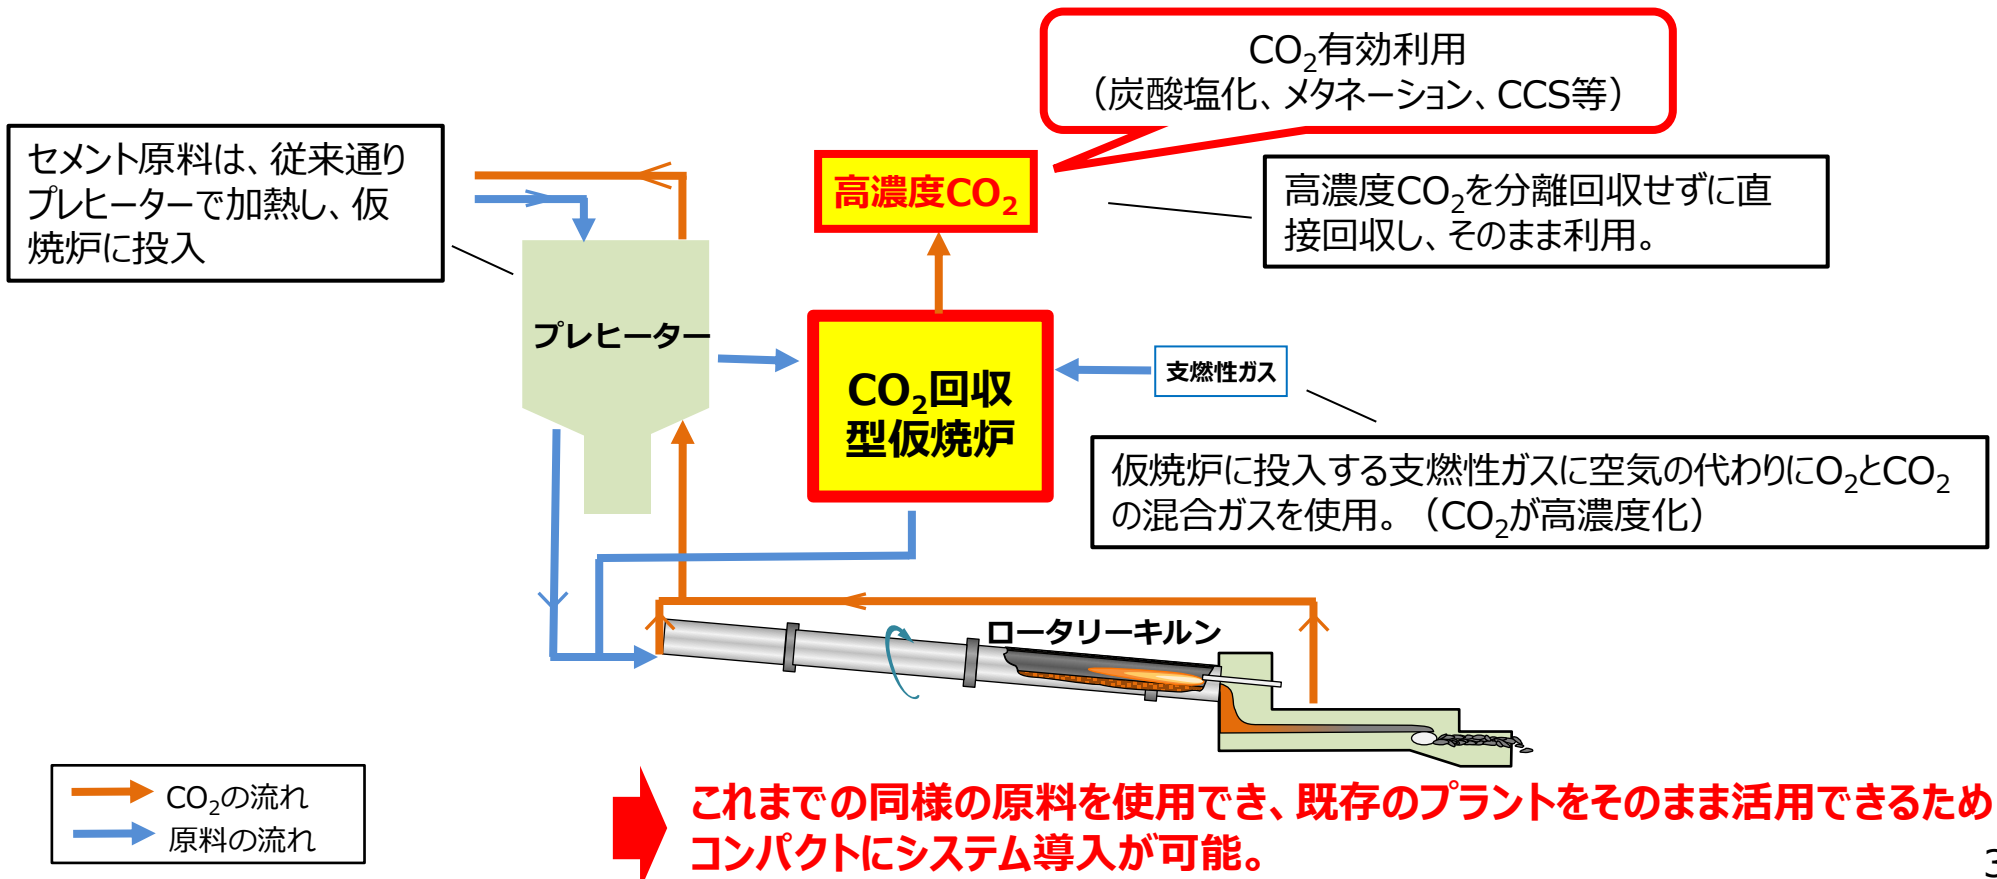 CO₂有効利用
（炭酸塩化、メタネーション、CCS等）
セメント原料は、従来通り
プレヒーターで加熱し、仮
焼炉に投入
高濃度CO₂
高濃度CO₂を分離回収せずに直
接回収し、そのまま利用。
プレヒーター
CO₂回収
型仮焼炉
支燃性ガス
仮焼炉に投入する支燃性ガスに空気の代わりにO₂とCO₂
の混合ガスを使用。（CO₂が高濃度化）
ロータリーキルン
CO₂の流れ
原料の流れ
これまでの同様の原料を使用でき、既存のプラントをそのまま活用できるため
コンパクトにシステム導入が可能。
3